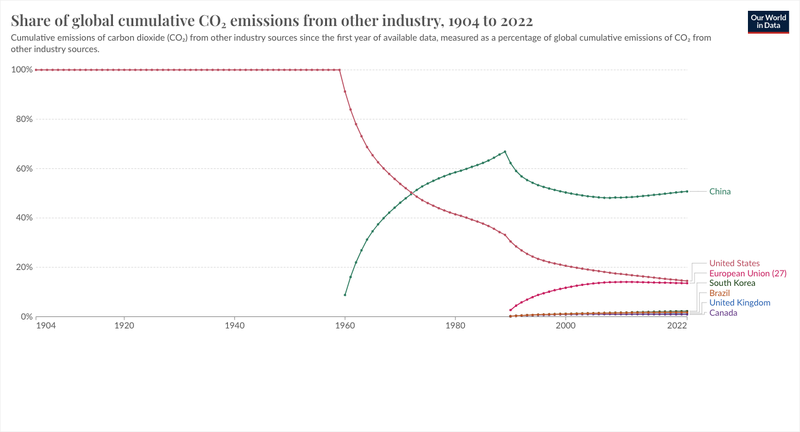 Share of global cumulative CO₂ emissions from other industry, 1904 to 2022
Our World
in Data
Cumulative emissions of carbon dioxide (CO₂) from other industry sources since the first year of available data, measured as a percentage of global cumulative emissions of CO₂ from
other industry sources.
100%
80%
60%
40%
20%
0%
China
United States
European Union (27)
South Korea
Brazil
United Kingdom
Canada
1904
1920
1940
1960
1980
2000
2022